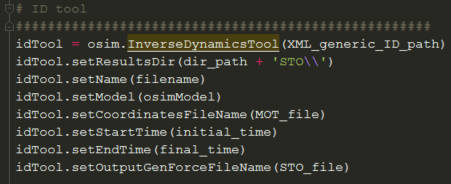 # ID tool
####################################################
idTool = osim.InverseDynamicsTool(XML_generic_ID_path)
idTool.setResultsDir(dir_path + 'STO\\')
idTool.setName(filename)
idTool.setModel(osimModel)
idTool.setCoordinatesFileName(MOT_file)
idTool.setStartTime(initial_time)
idTool.setEndTime(final_time)
idTool.setOutputGenForceFileName(STO_file)